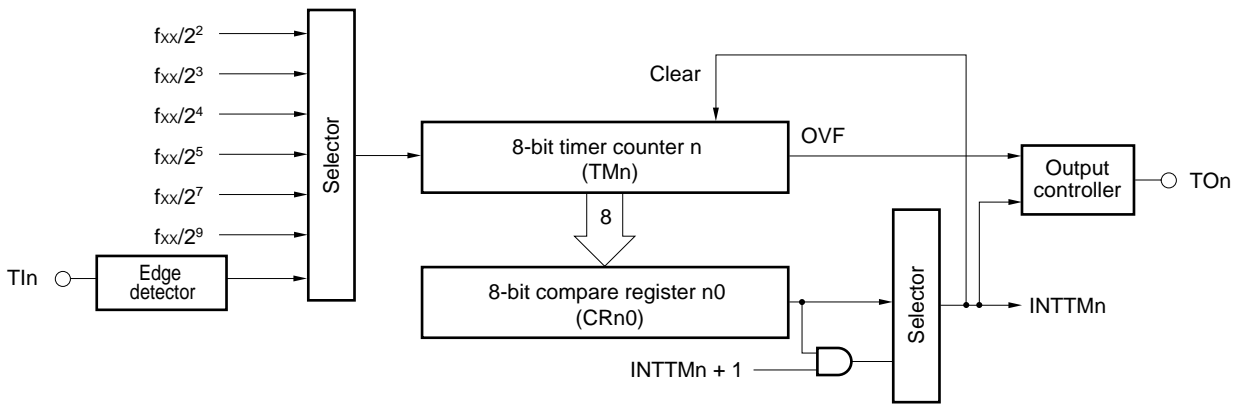 fxx/2²
fxx/2³
fxx/2⁴
fxx/2⁵
fxx/2⁷
fxx/2⁹
TIn
Edge
detector
Selector
Clear
8-bit timer counter n
(TMn)
OVF
8
8-bit compare register n0
(CRn0)
INTTMn + 1
Selector
Output
controller
TOn
INTTMn